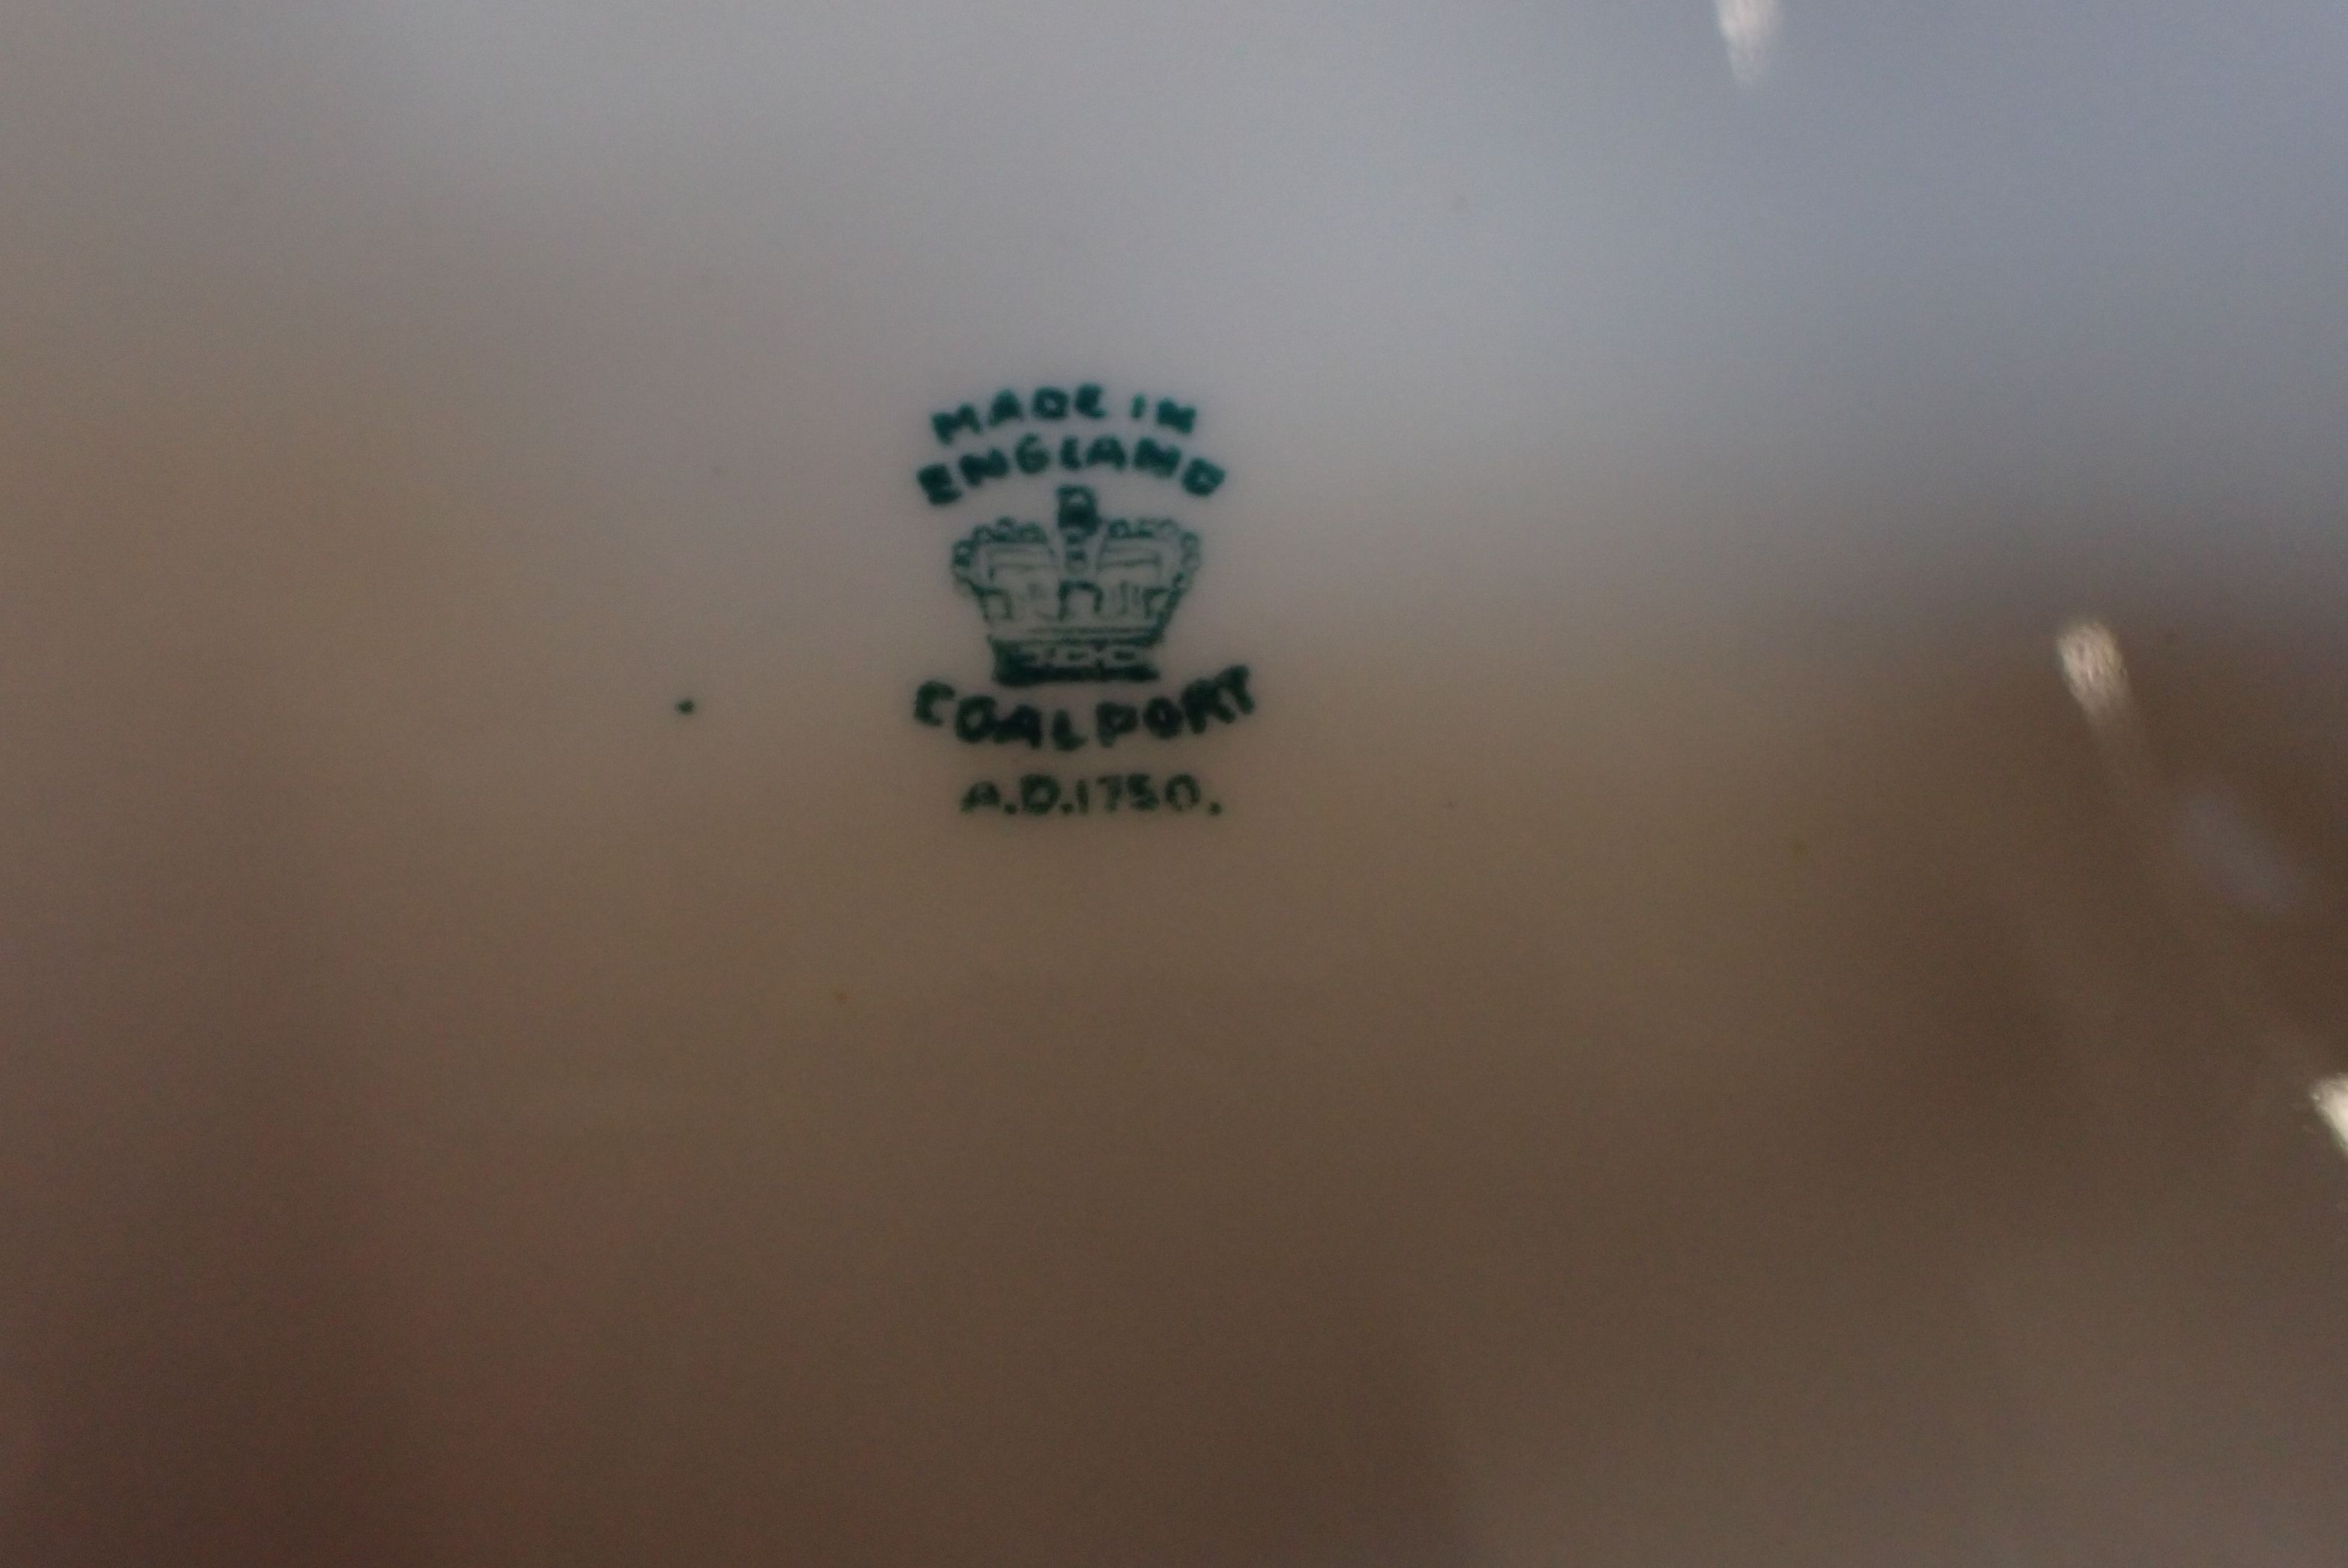 MADE IN
ENGLAND
COALPORT
A.D.1750.